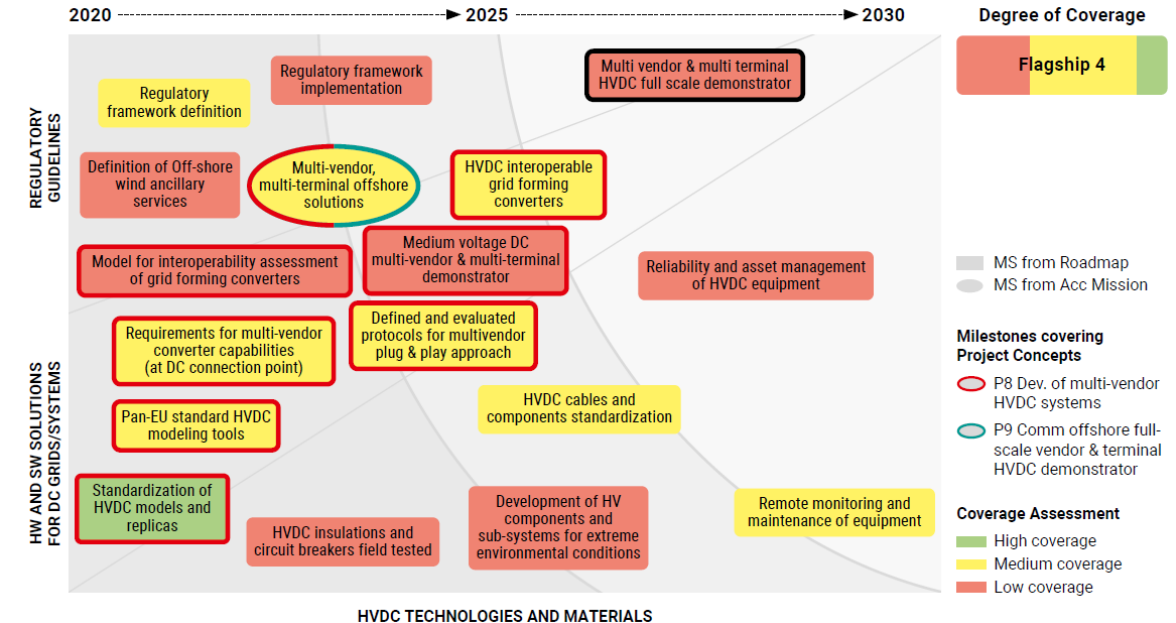 2020
2025
2030
Degree of Coverage
Flagship 4
REGULATORY
GUIDELINES
Regulatory
framework definition
Regulatory framework
implementation
Multi vendor & multi terminal
HVDC full scale demonstrator
Definition of Off-shore
wind ancillary
services
Multi-vendor,
multi-terminal offshore
solutions
HVDC interoperable
grid forming
converters
Model for interoperability assessment
of grid forming converters
Medium voltage DC
multi-vendor & multi-terminal
demonstrator
Reliability and asset management
of HVDC equipment
HW AND SW SOLUTIONS
FOR DC GRIDS/SYSTEMS
Requirements for multi-vendor
converter capabilities
(at DC connection point)
Defined and evaluated
protocols for multivendor
plug & play approach
Pan-EU standard HVDC
modeling tools
HVDC cables and
components standardization
Standardization of
HVDC models and
replicas
HVDC insulations and
circuit breakers field tested
Development of HV
components and
sub-systems for extreme
environmental conditions
Remote monitoring and
maintenance of equipment
HVDC TECHNOLOGIES AND MATERIALS
MS from Roadmap
MS from Acc Mission
Milestones covering
Project Concepts
P8 Dev. of multi-vendor
HVDC systems
P9 Comm offshore full-
scale vendor & terminal
HVDC demonstrator
Coverage Assessment
High coverage
Medium coverage
Low coverage